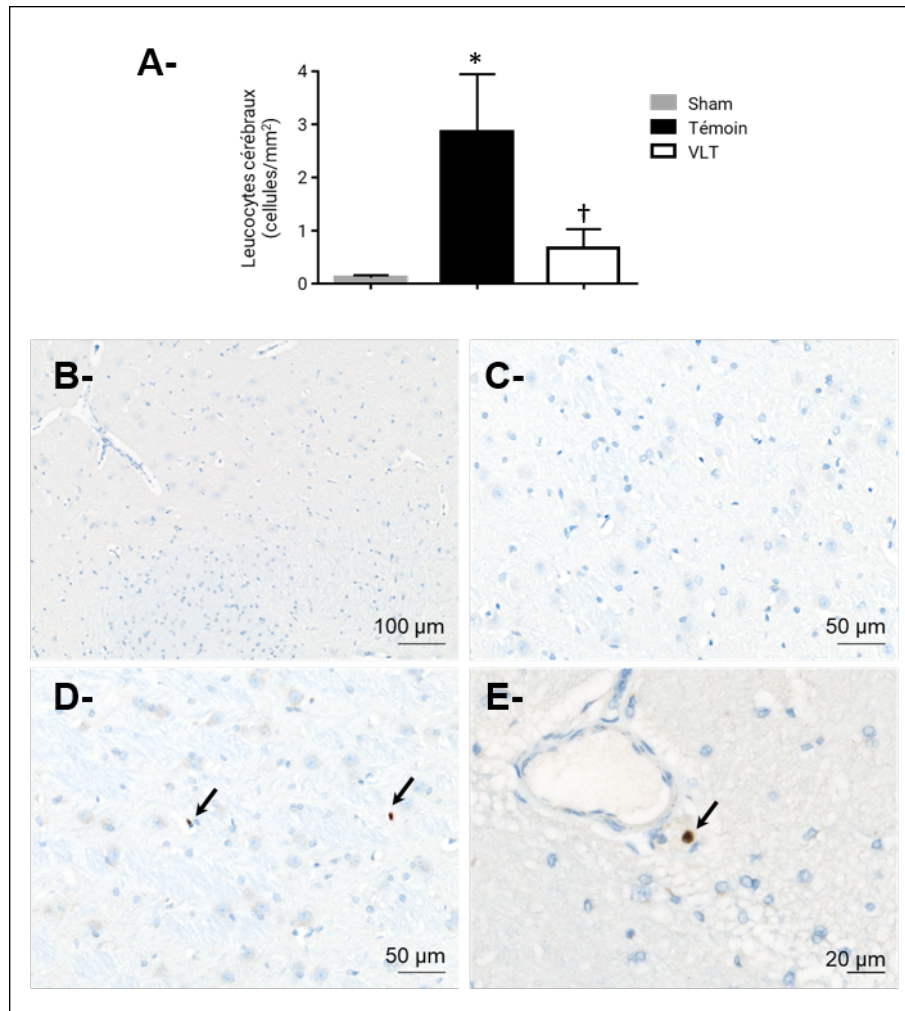 A-
Leucocytes cérébraux
(cellules/mm²)
4
3
2
1
0
*
†
Sham
Témoin
VLT
B-
100 µm
C-
50 µm
D-
50 µm
E-
20 µm